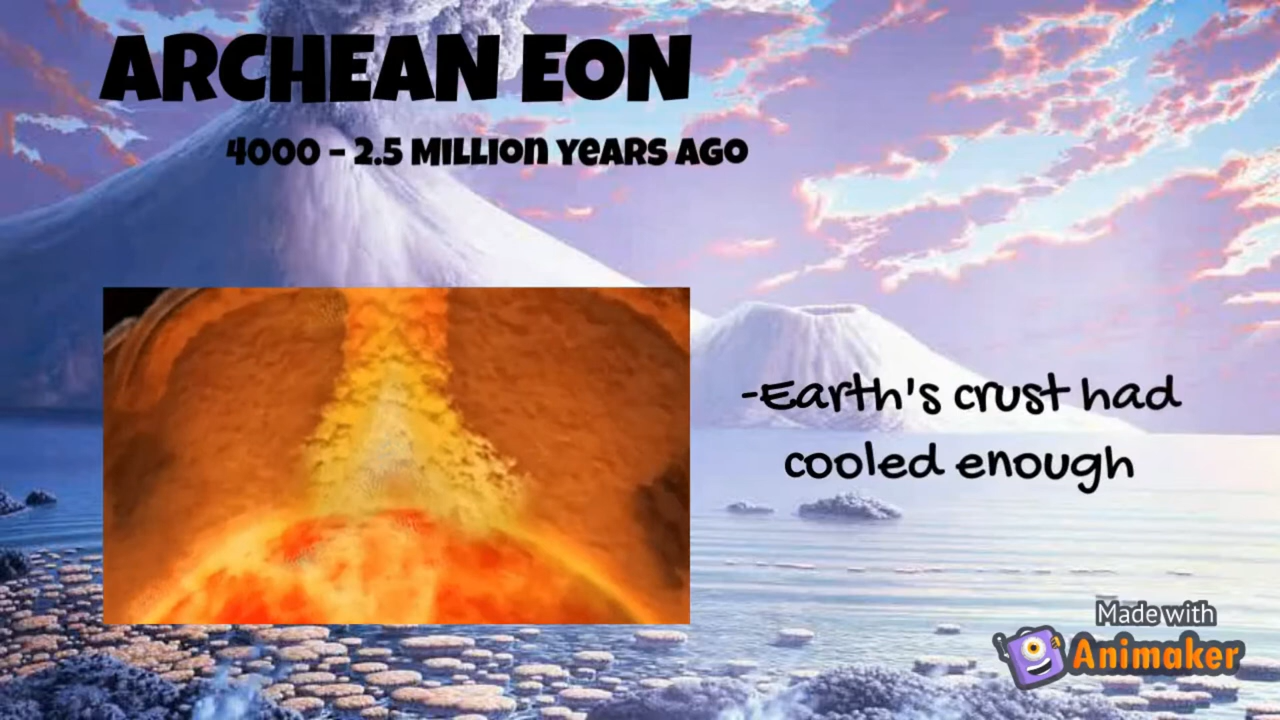 ARCHEAN EON
4000 - 2.5 MILLION YEARS AGO
-Earth's crust had
cooled enough
Made with
Animaker